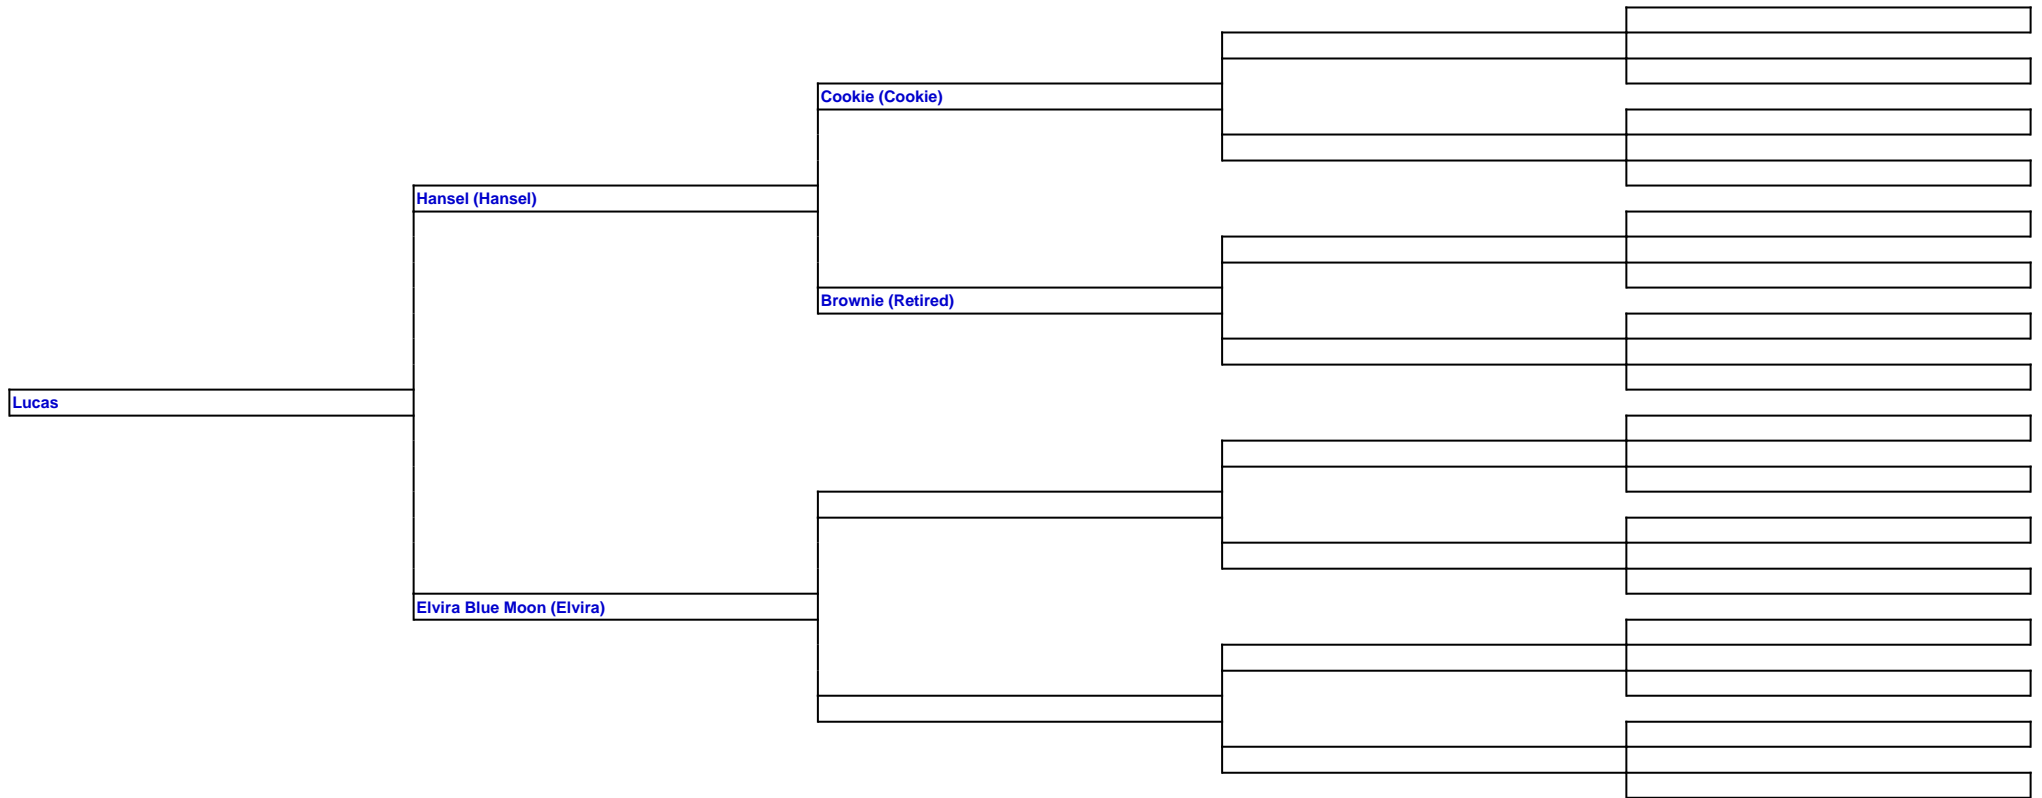 Cookie (Cookie)
Hansel (Hansel)
Brownie (Retired)
Lucas
Elvira Blue Moon (Elvira)